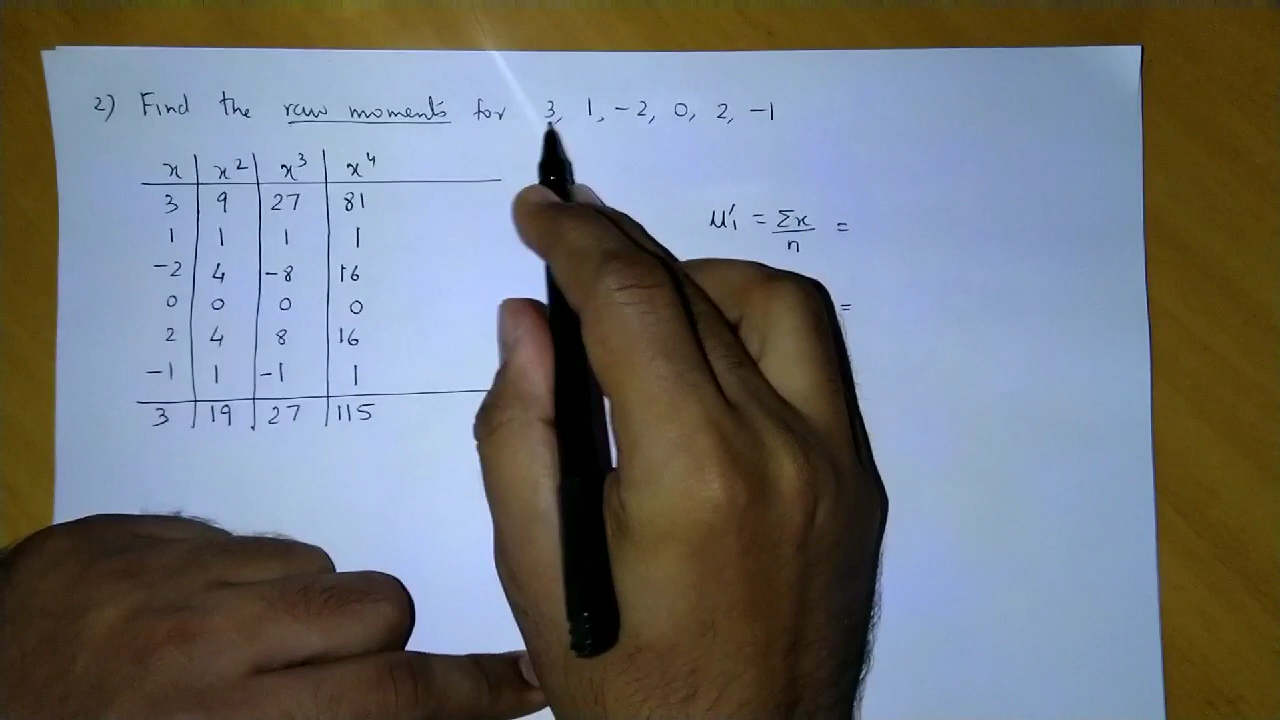 2) Find the raw moments for 3, 1, -2, 0, 2, -1
x x² x³ x⁴
3 9 27 81
1 1 1 1
-2 4 -8 16
0 0 0 0
2 4 8 16
-1 1 -1 1
3 19 27 115
μ₁′ = Σx/n =
=